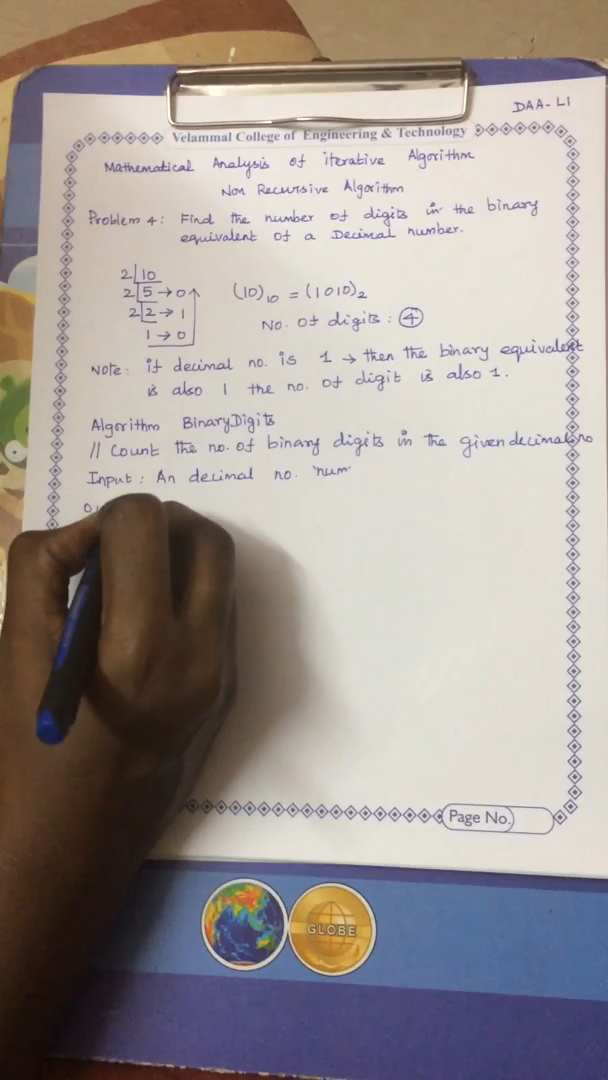 DAA-L1
Velammal College of Engineering & Technology
Mathematical Analysis of iterative Algorithm
Non Recursive Algorithm
Problem 4: Find the number of digits in the binary
equivalent of a Decimal number.
2|10
2|5 → 0
2|2 → 1
1 → 0
(10)₁₀ = (1010)₂
No. of digits: 4
Note: if decimal no. is 1 → then the binary equivalent
is also 1 the no. of digit is also 1.
Algorithm BinaryDigits
// Count the no. of binary digits in the given decimal no
Input: An decimal no. 'num'
Page No.
GLOBE